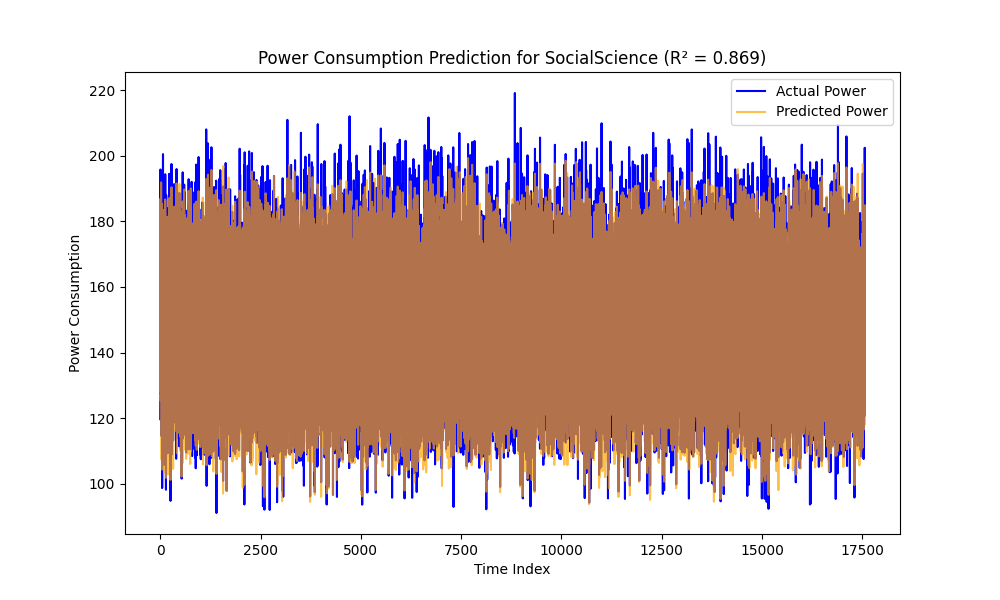 Power Consumption Prediction for SocialScience (R² = 0.869)
Actual Power
Predicted Power
Power Consumption
220
200
180
160
140
120
100
0 2500 5000 7500 10000 12500 15000 17500
Time Index